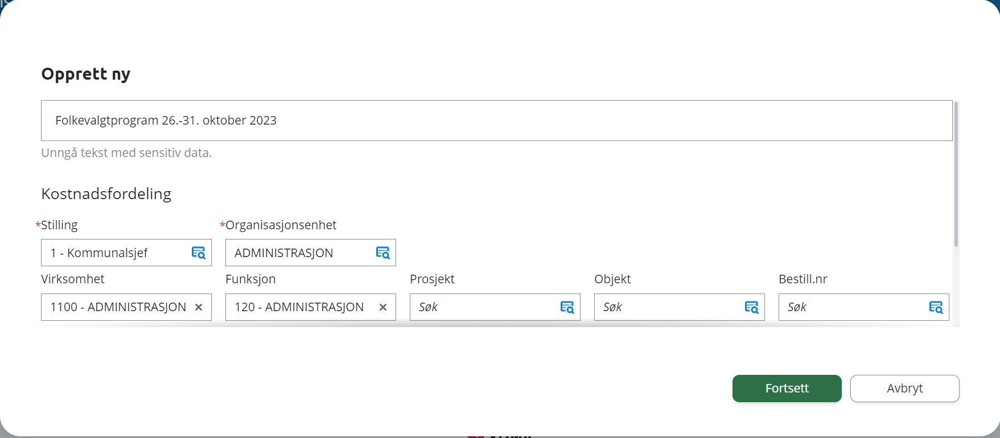 Opprett ny
Folkevalgtprogram 26.-31. oktober 2023
Unngå tekst med sensitiv data.
Kostnadsfordeling
*Stilling *Organisasjonsenhet
1 - Kommunalsjef ADMINISTRASJON
Virksomhet Funksjon Prosjekt Objekt Bestill.nr
1100 - ADMINISTRASJON 120 - ADMINISTRASJON Søk Søk Søk
Fortsett Avbryt